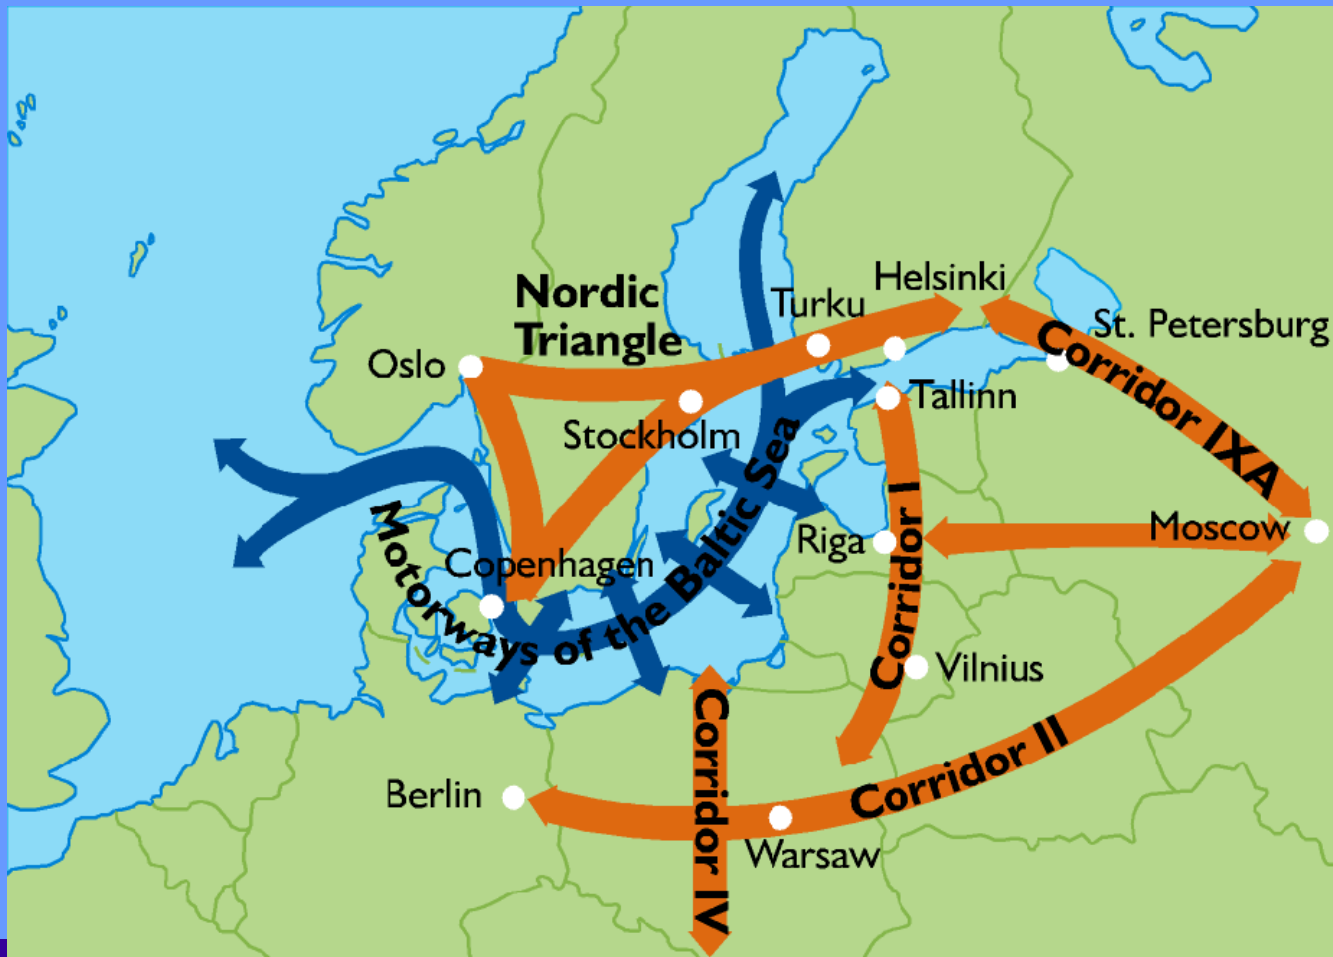 Nordic
Triangle
Helsinki
Turku
St. Petersburg
Oslo
Corridor IXA
Tallinn
Stockholm
Motorways of the Baltic Sea
Corridor I
Moscow
Riga
Copenhagen
Vilnius
Corridor IV
Corridor II
Berlin
Warsaw